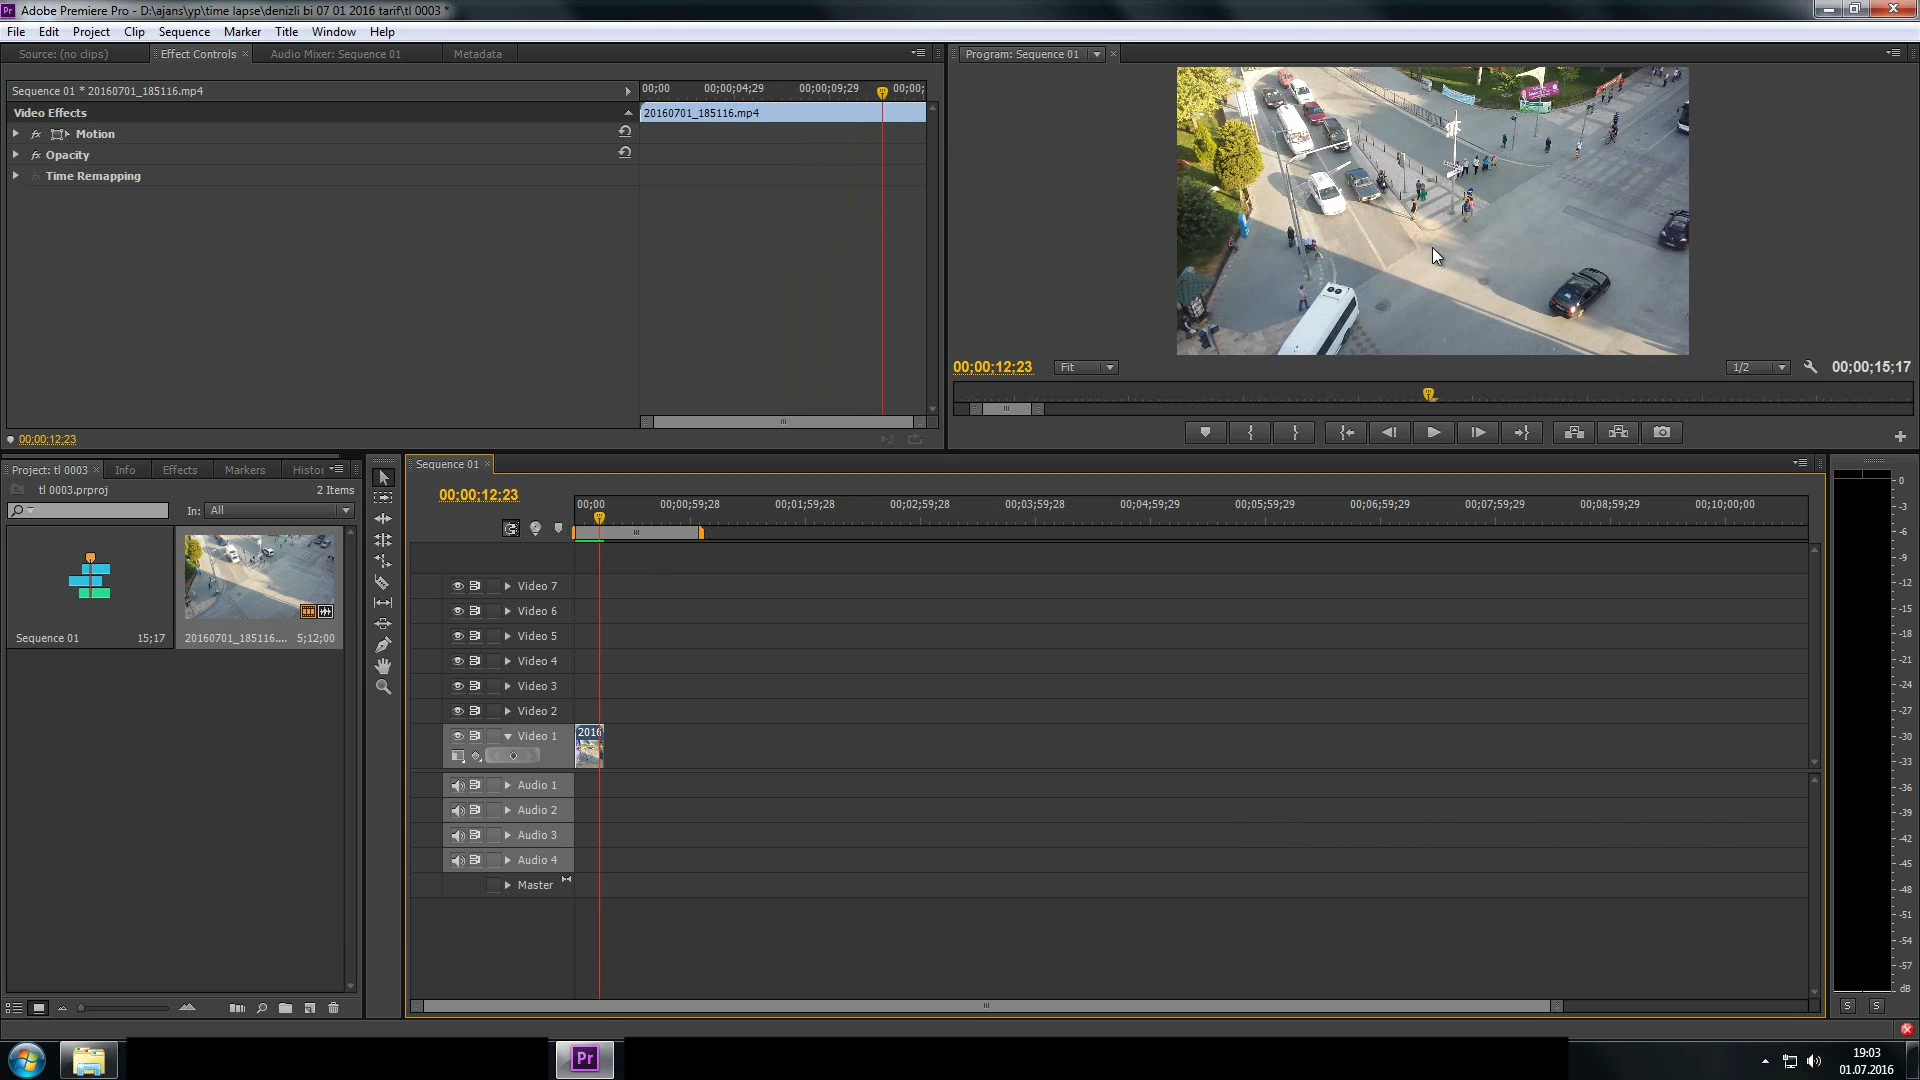 Adobe Premiere Pro - D:\ajans\yp\time lapse\denizli bi 07 01 2016 tarif\tl 0003 *
File Edit Project Clip Sequence Marker Title Window Help
Source: (no clips) Effect Controls Audio Mixer: Sequence 01 Metadata
Program: Sequence 01
Sequence 01 * 20160701_185116.mp4
00;00 00;00;04;29 00;00;09;29 00;00;
Video Effects
20160701_185116.mp4
fx Motion
fx Opacity
fx Time Remapping
00;00;12;23 Fit 1/2 00;00;15;17
00;00;12;23
Project: tl 0003 Info Effects Markers Histor
tl 0003.prproj 2 Items
In: All
Sequence 01 15;17
20160701_185116.... 5;12;00
Sequence 01
00;00;12;23
00;00 00;00;59;28 00;01;59;28 00;02;59;28 00;03;59;28 00;04;59;29 00;05;59;29 00;06;59;29 00;07;59;29 00;08;59;29 00;10;00;00
Video 7
Video 6
Video 5
Video 4
Video 3
Video 2
Video 1
2016
Audio 1
Audio 2
Audio 3
Audio 4
Master
0
-3
-6
-9
-12
-15
-18
-21
-24
-27
-30
-33
-36
-39
-42
-45
-48
-51
-54
-57
dB
S S
Pr
19:03
01.07.2016